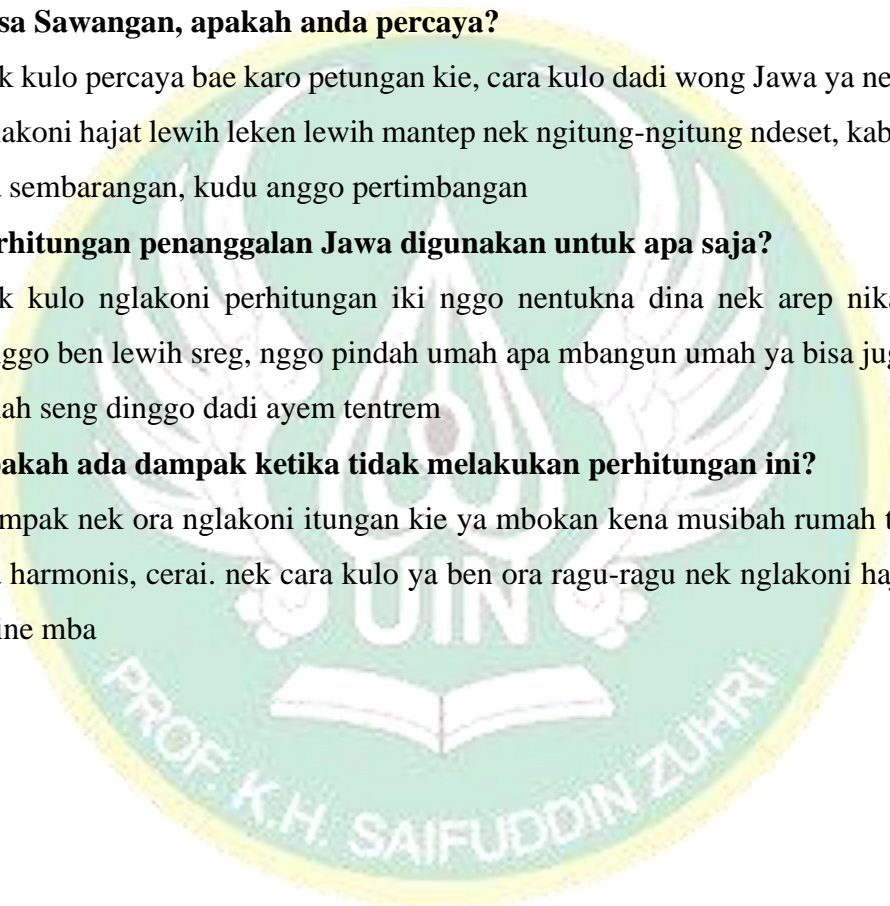 sa Sawangan, apakah anda percaya?
k kulo percaya bae karo petungan kie, cara kulo dadi wong Jawa ya ne
lakoni hajat lewih leken lewih mantep nek ngitung-ngitung ndeset, kab
sembarangan, kudu anggo pertimbangan
rhitungan penanggalan Jawa digunakan untuk apa saja?
k kulo nglakoni perhitungan iki nggo nentukna dina nek arep nika
nggo ben lewih sreg, nggo pindah umah apa mbangun umah ya bisa jug
ah seng dinggo dadi ayem tentrem
pakah ada dampak ketika tidak melakukan perhitungan ini?
mpak nek ora nglakoni itungan kie ya mbokan kena musibah rumah t
harmonis, cerai. nek cara kulo ya ben ora ragu-ragu nek nglakoni ha
ine mba
UIN
PROF. K.H. SAIFUDDIN ZUHRI